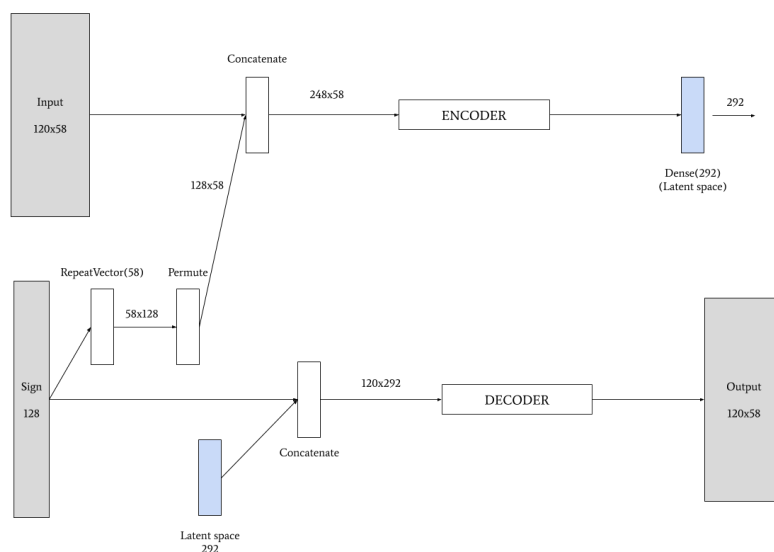 Concatenate
Input
120x58
248x58
ENCODER
292
Dense(292)
(Latent space)
128x58
RepeatVector(58)
Permute
58x128
Sign
128
120x292
DECODER
Output
120x58
Concatenate
Latent space
292